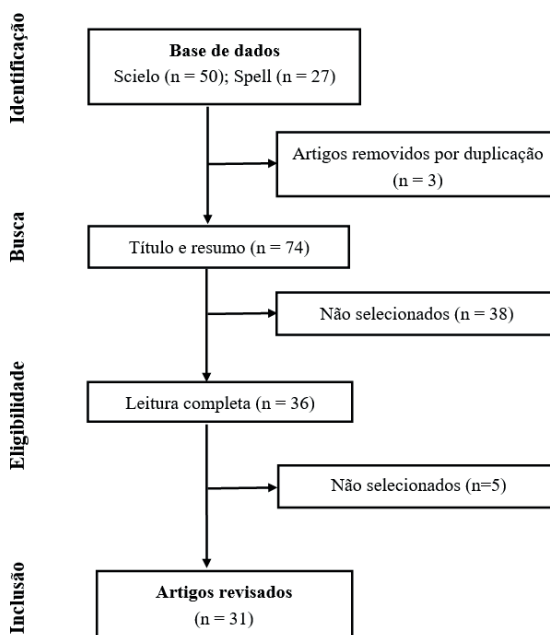 Identificação
Base de dados
Scielo (n = 50); Spell (n = 27)
Artigos removidos por duplicação
(n = 3)
Busca
Título e resumo (n = 74)
Não selecionados (n = 38)
Eligibilidade
Leitura completa (n = 36)
Não selecionados (n=5)
Inclusão
Artigos revisados
(n = 31)